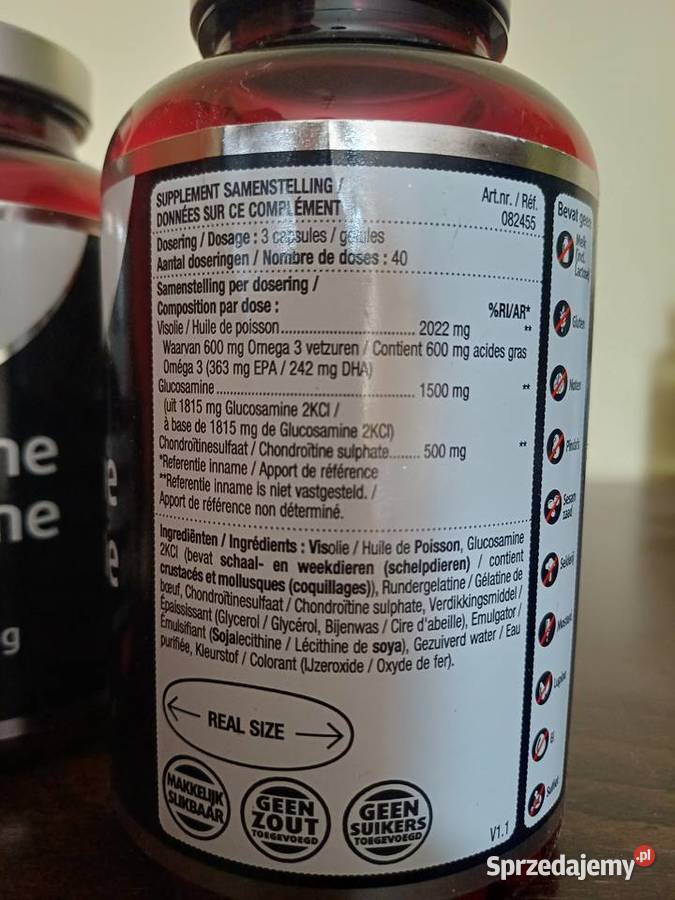 SUPPLEMENT SAMENSTELLING /
DONNÉES SUR CE COMPLÉMENT
Art.nr. / Réf.
082455
Dosering / Dosage : 3 capsules / gélules
Aantal doseringen / Nombre de doses : 40
Samenstelling per dosering /
Composition par dose :
%RI/AR*
Visolie / Huile de poisson.................................. 2022 mg **
Waarvan 600 mg Omega 3 vetzuren / Contient 600 mg acides gras
Oméga 3 (363 mg EPA / 242 mg DHA)
Glucosamine.................................................... 1500 mg **
(uit 1815 mg Glucosamine 2KCl /
à base de 1815 mg de Glucosamine 2KCl)
Chondroïtinesulfaat / Chondroïtine sulphate........ 500 mg **
*Referentie inname / Apport de référence
**Referentie inname is niet vastgesteld. /
Apport de référence non déterminé.
Ingrediënten / Ingrédients : Visolie / Huile de Poisson, Glucosamine
2KCl (bevat schaal- en weekdieren (schelpdieren) / contient
crustacés et mollusques (coquillages)), Rundergelatine / Gélatine de
bœuf, Chondroïtinesulfaat / Chondroïtine sulphate, Verdikkingsmiddel /
Épaississant (Glycerol / Glycérol, Bijenwas / Cire d'abeille), Emulgator /
Émulsifiant (Sojalecithine / Lécithine de soya), Gezuiverd water / Eau
purifiée, Kleurstof / Colorant (IJzeroxide / Oxyde de fer).
REAL SIZE
MAKKELIJK
SLIKBAAR
GEEN
ZOUT
TOEGEVOEGD
GEEN
SUIKERS
TOEGEVOEGD
V1.1
Bevat geen
Melk
(incl.
Lactose)
Gluten
Noten
Pinda's
Sesam
zaad
Selderij
Mosterd
Lupine
Ei
Sulfiet
ne
ne
g
e
e
Sprzedajemy.pl